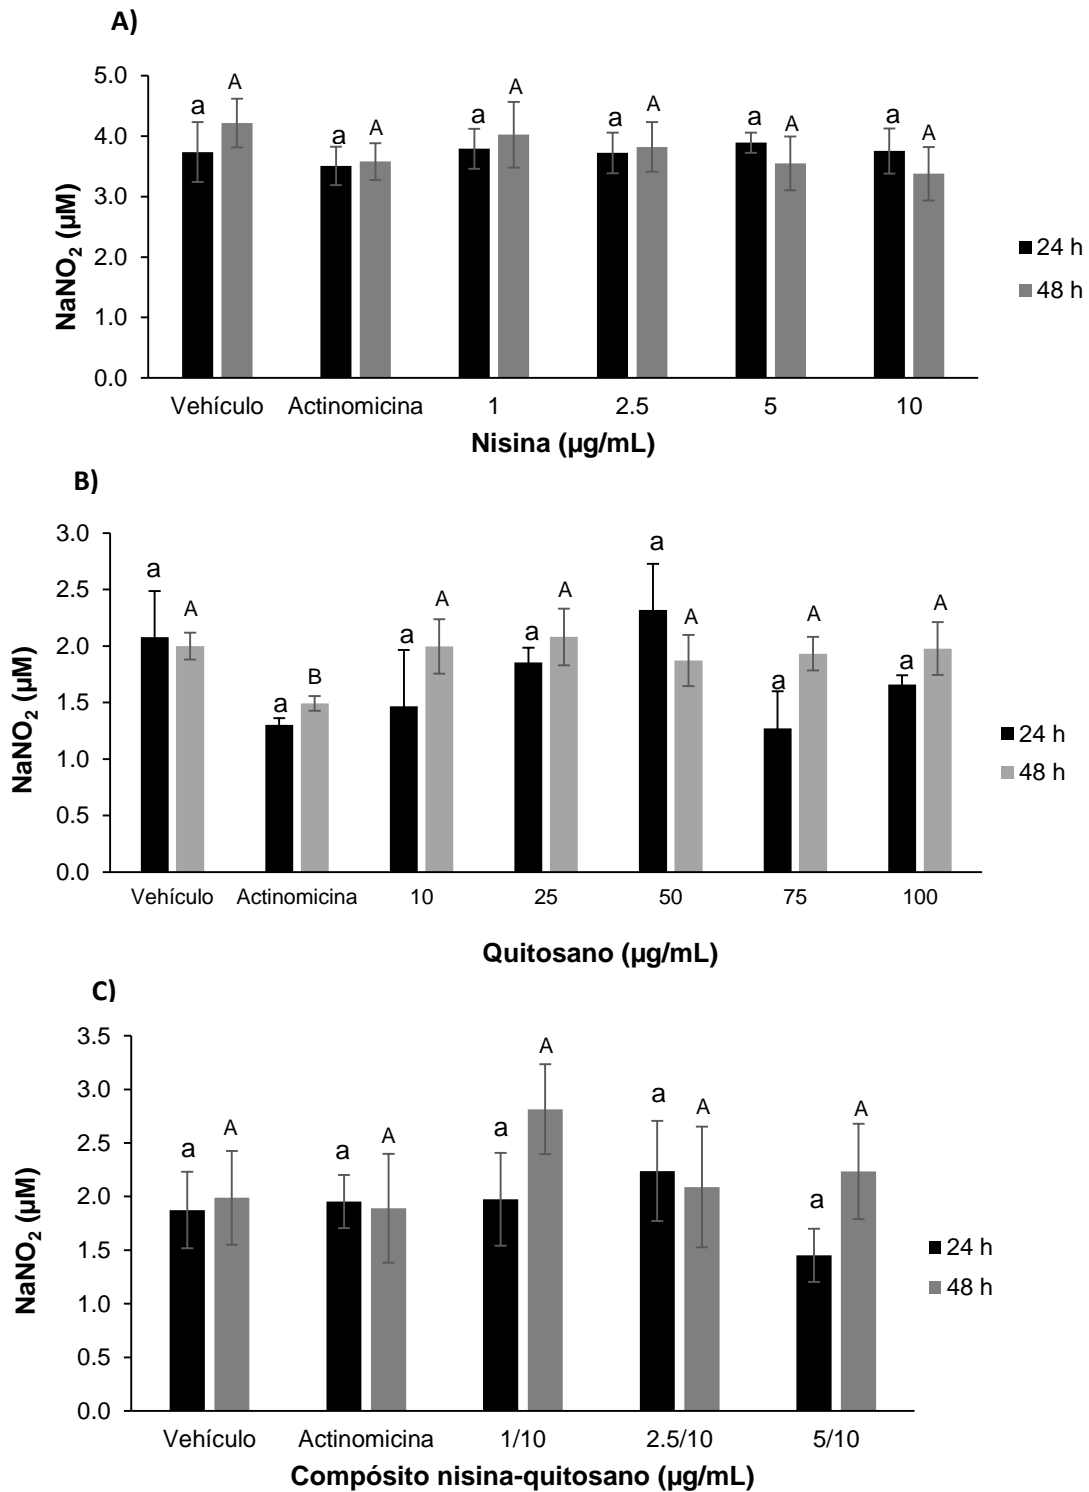 A)
5.0
4.0
3.0
2.0
1.0
0.0
NaNO2 (µM)
a A a A a A a A a A a A
Vehículo Actinomicina 1 2.5 5 10
Nisina (µg/mL)
24 h
48 h
B)
3.0
2.5
2.0
1.5
1.0
0.5
0.0
NaNO2 (µM)
a A a B a A a A a A a A a A
Vehículo Actinomicina 10 25 50 75 100
Quitosano (µg/mL)
24 h
48 h
C)
3.5
3.0
2.5
2.0
1.5
1.0
0.5
0.0
NaNO2 (µM)
a A a A a A a A a A
Vehículo Actinomicina 1/10 2.5/10 5/10
Compósito nisina-quitosano (µg/mL)
24 h
48 h